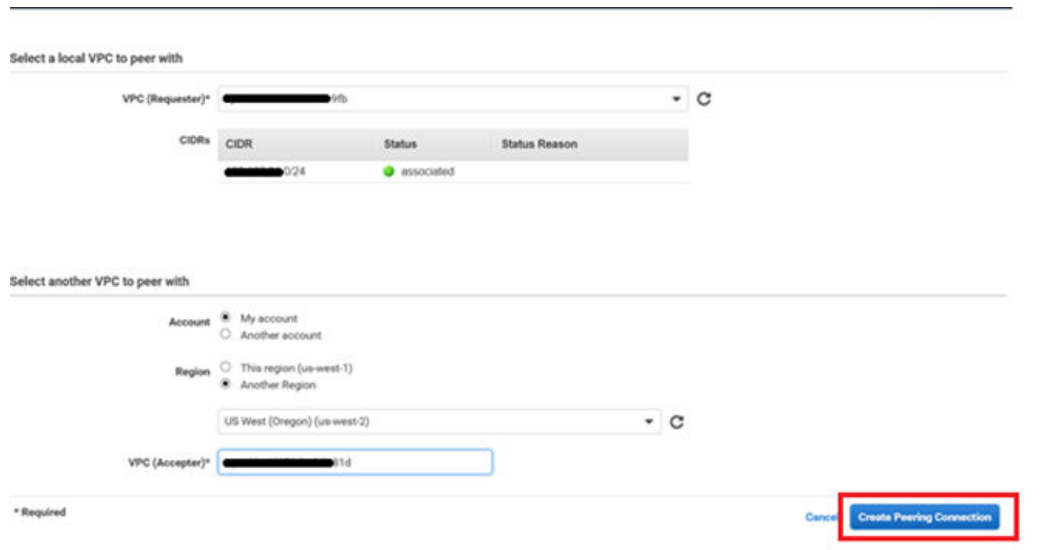 Select a local VPC to peer with
VPC (Requester)* 9fb
CIDRs CIDR Status Status Reason
0/24 associated
Select another VPC to peer with
Account My account
Another account
Region This region (us-west-1)
Another Region
US West (Oregon) (us-west-2)
VPC (Accepter)* 81d
* Required
Cancel Create Peering Connection